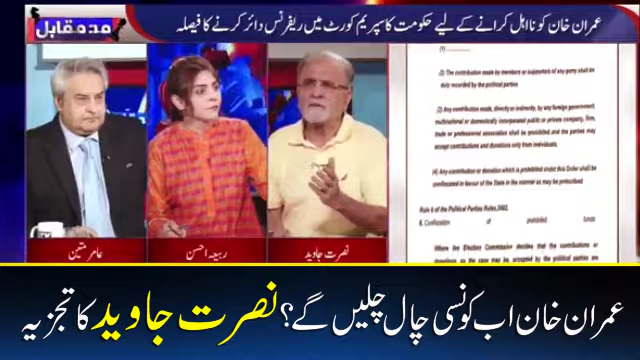 عمران خان کو نااہل کرانے کے لیے حکومت کا سپریم کورٹ میں ریفرنس دائر کرنے کا فیصلہ
مدمقابل
(1)
(2) The contribution made by members or supporters of any party shall be
duly recorded by the political parties
(3) Any contribution made, directly or indirectly, by any foreign government,
multinational or domestically incorporated public or private company, firm,
trade or professional association shall be prohibited and the parties may
accept contributions and donations only from individuals.
(4) Any contribution or donation which is prohibited under this Order shall be
confiscated in favour of the State in the manner as may be prescribed.
Rule 6 of the Political Parties Rules, 2002.
6. Confiscation of prohibited funds
Where the Election Commission decides that the contributions or
donations, as the case may be, accepted by the political parties are
نصرت جاوید
ربیعہ احسن
عامر متین
عمران خان اب کونسی چال چلیں گے؟ نصرت جاوید کا تجزیہ